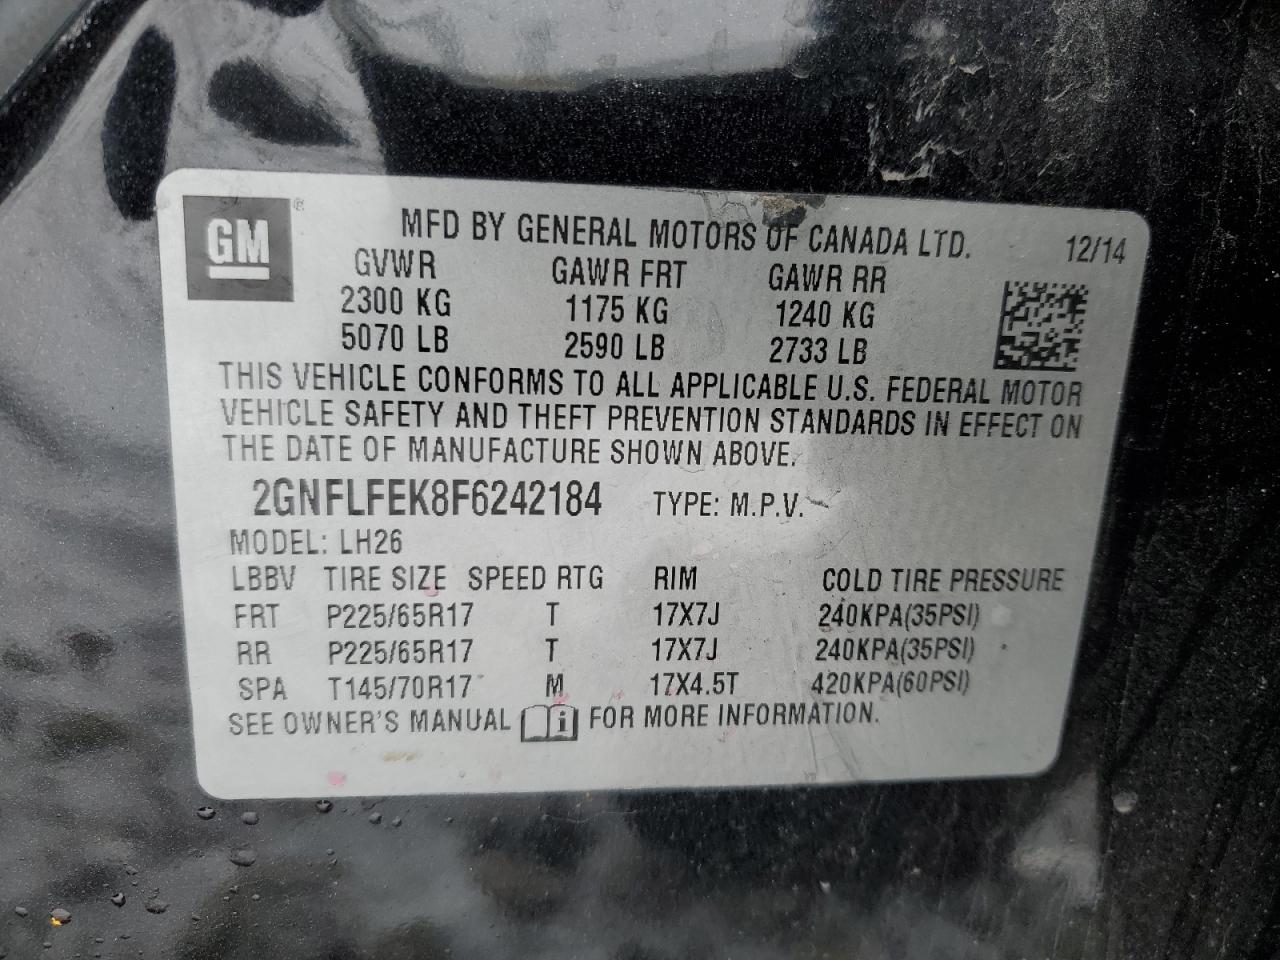 GM ®
MFD BY GENERAL MOTORS OF CANADA LTD. 12/14
GVWR GAWR FRT GAWR RR
2300 KG 1175 KG 1240 KG
5070 LB 2590 LB 2733 LB
THIS VEHICLE CONFORMS TO ALL APPLICABLE U.S. FEDERAL MOTOR
VEHICLE SAFETY AND THEFT PREVENTION STANDARDS IN EFFECT ON
THE DATE OF MANUFACTURE SHOWN ABOVE.
2GNFLFEK8F6242184 TYPE: M.P.V.
MODEL: LH26
LBBV TIRE SIZE SPEED RTG RIM COLD TIRE PRESSURE
FRT P225/65R17 T 17X7J 240KPA(35PSI)
RR P225/65R17 T 17X7J 240KPA(35PSI)
SPA T145/70R17 M 17X4.5T 420KPA(60PSI)
SEE OWNER'S MANUAL i FOR MORE INFORMATION.